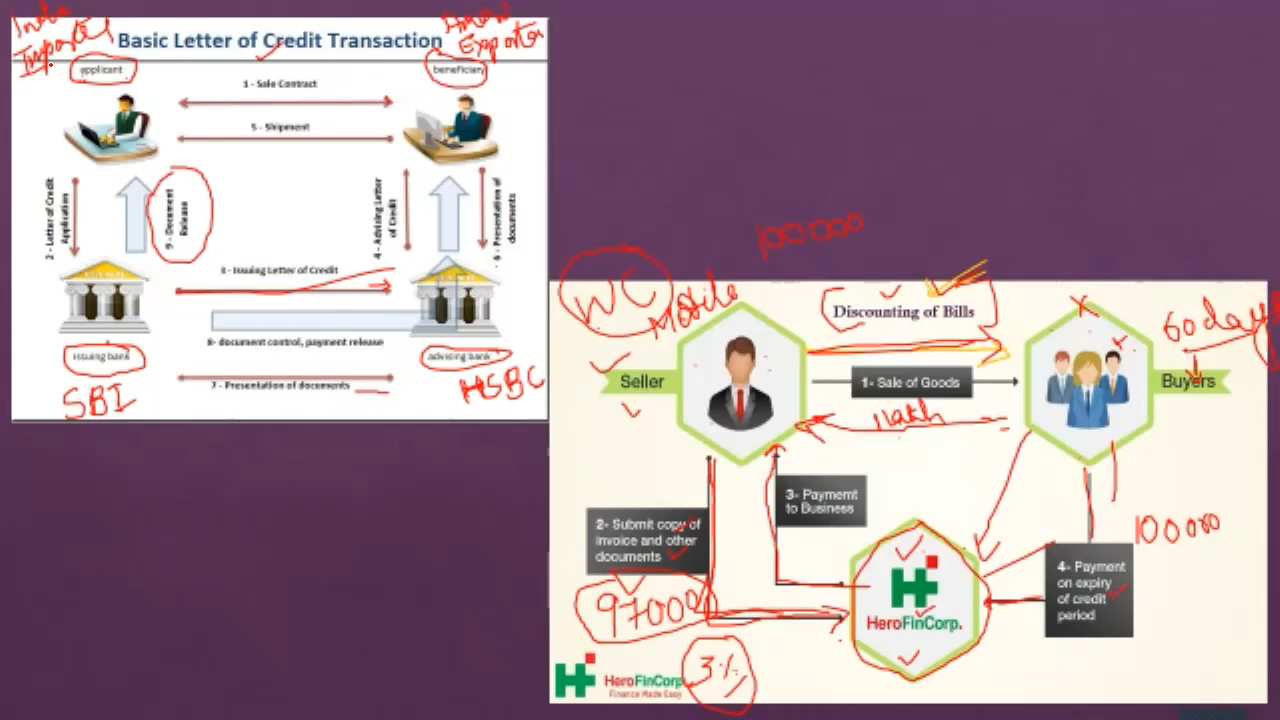 India
Importer
Exporter
Basic Letter of Credit Transaction
applicant
beneficiary
1 - Sale Contract
5 - Shipment
2 - Letter of Credit
Application
9 - Document
Release
4 - Advising Letter
of Credit
6 - Presentation of
documents
3 - Issuing Letter of Credit
8- document control, payment release
issuing bank
advising bank
7 - Presentation of documents
SBI
HSBC
100000
WC
Mobile
Discounting of Bills
60 days
Seller
1- Sale of Goods
Buyers
1 lakh
3- Paymemt
to Business
2- Submit copy of
invoice and other
documents
100000
4- Payment
on expiry
of credit
period
97000
HeroFinCorp.
3%
HeroFinCorp.
Finance Made Easy